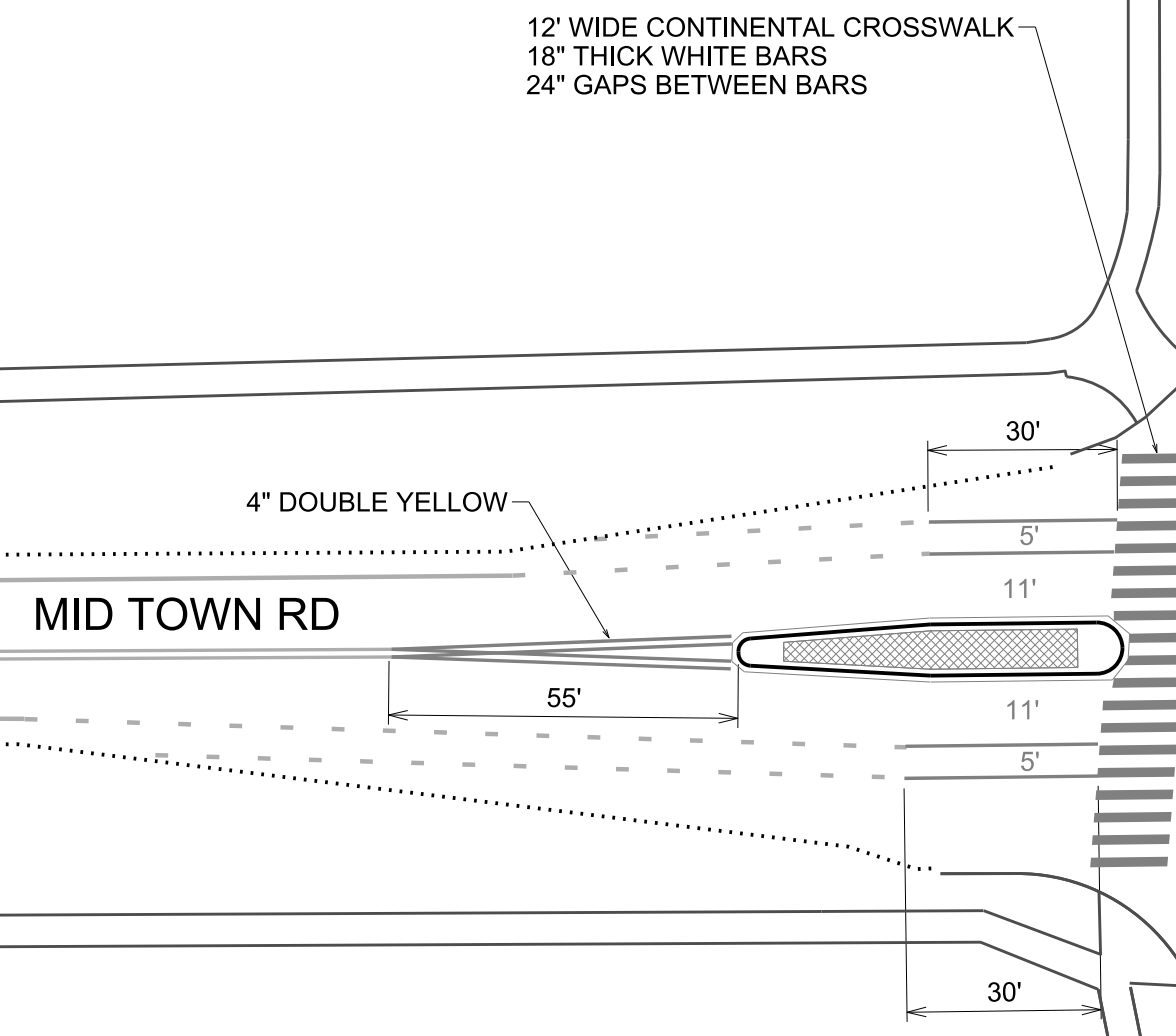 12' WIDE CONTINENTAL CROSSWALK
18" THICK WHITE BARS
24" GAPS BETWEEN BARS
30'
4" DOUBLE YELLOW
5'
11'
MID TOWN RD
55'
11'
5'
30'